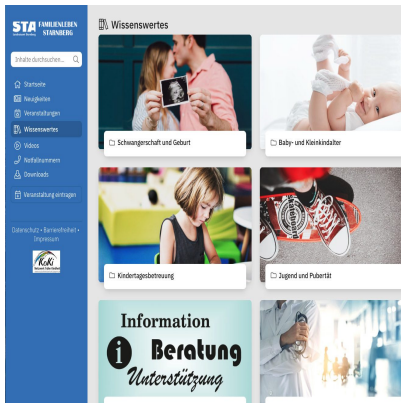 STA FAMILIENLEBEN
STARNBERG
Inhalte durchsuchen...
Startseite
Neuigkeiten
Veranstaltungen
Wissenswertes
Videos
Notfallnummern
Downloads
Veranstaltung eintragen
Datenschutz • Barrierefreiheit •
Impressum
KoKi
Wissenswertes
Schwangerschaft und Geburt
Baby- und Kleinkindalter
Kindertagesbetreuung
Jugend und Pubertät
Information
Beratung
Unterstützung